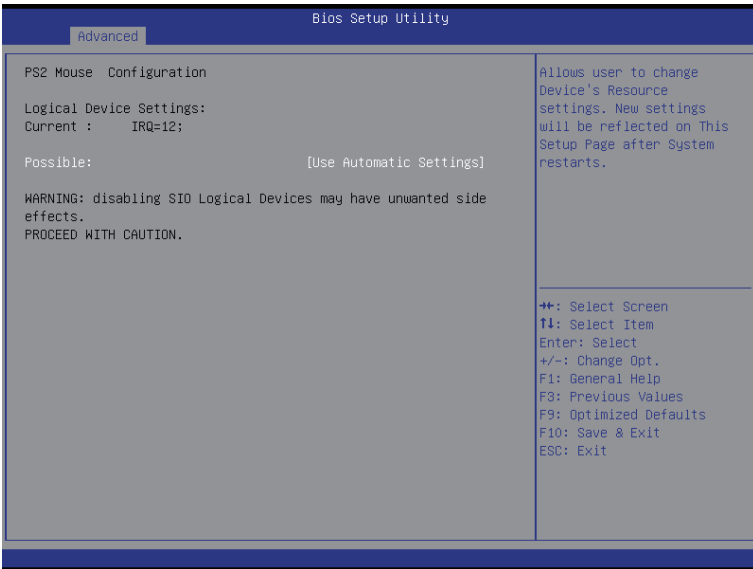 Bios Setup Utility
Advanced
PS2 Mouse Configuration
Logical Device Settings:
Current : IRQ=12;
Possible: [Use Automatic Settings]
WARNING: disabling SIO Logical Devices may have unwanted side
effects.
PROCEED WITH CAUTION.
Allows user to change
Device's Resource
settings. New settings
will be reflected on This
Setup Page after System
restarts.
→←: Select Screen
↑↓: Select Item
Enter: Select
+/-: Change Opt.
F1: General Help
F3: Previous Values
F9: Optimized Defaults
F10: Save & Exit
ESC: Exit